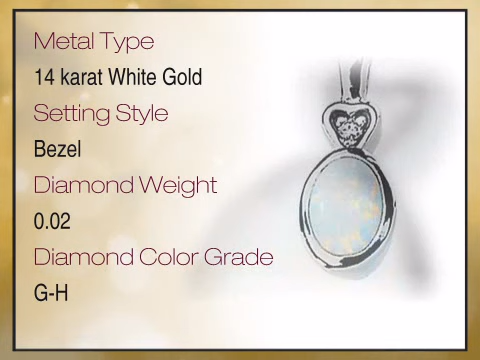 Metal Type
14 karat White Gold
Setting Style
Bezel
Diamond Weight
0.02
Diamond Color Grade
G-H